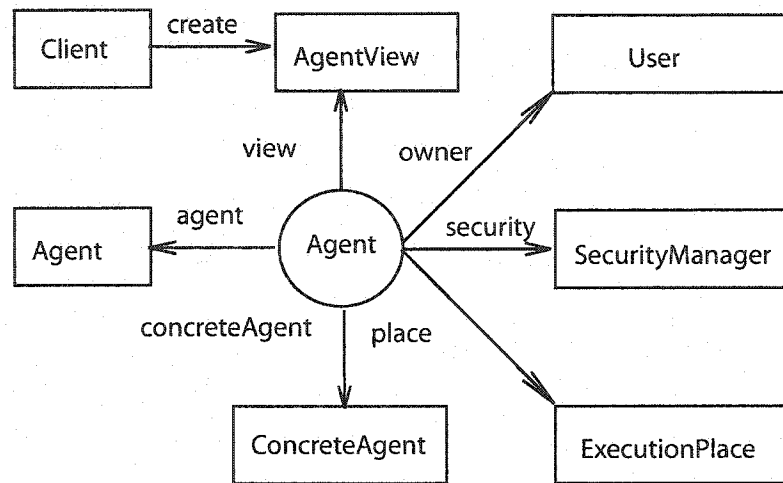 create
Client
AgentView
User
view
owner
agent
security
Agent
Agent
SecurityManager
concreteAgent
place
ConcreteAgent
ExecutionPlace